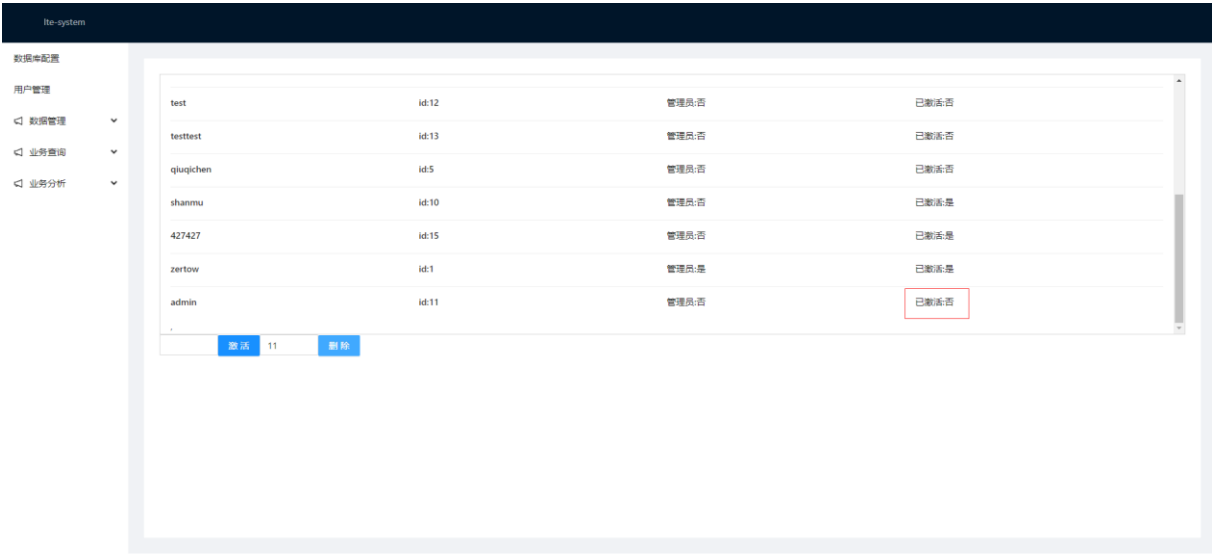 lte-system
数据库配置
用户管理
数据管理
业务查询
业务分析
test id:12 管理员:否 已激活:否
testtest id:13 管理员:否 已激活:否
qiuqichen id:5 管理员:否 已激活:否
shanmu id:10 管理员:否 已激活:是
427427 id:15 管理员:否 已激活:是
zertow id:1 管理员:是 已激活:是
admin id:11 管理员:否 已激活:否
,
激 活 11 删 除